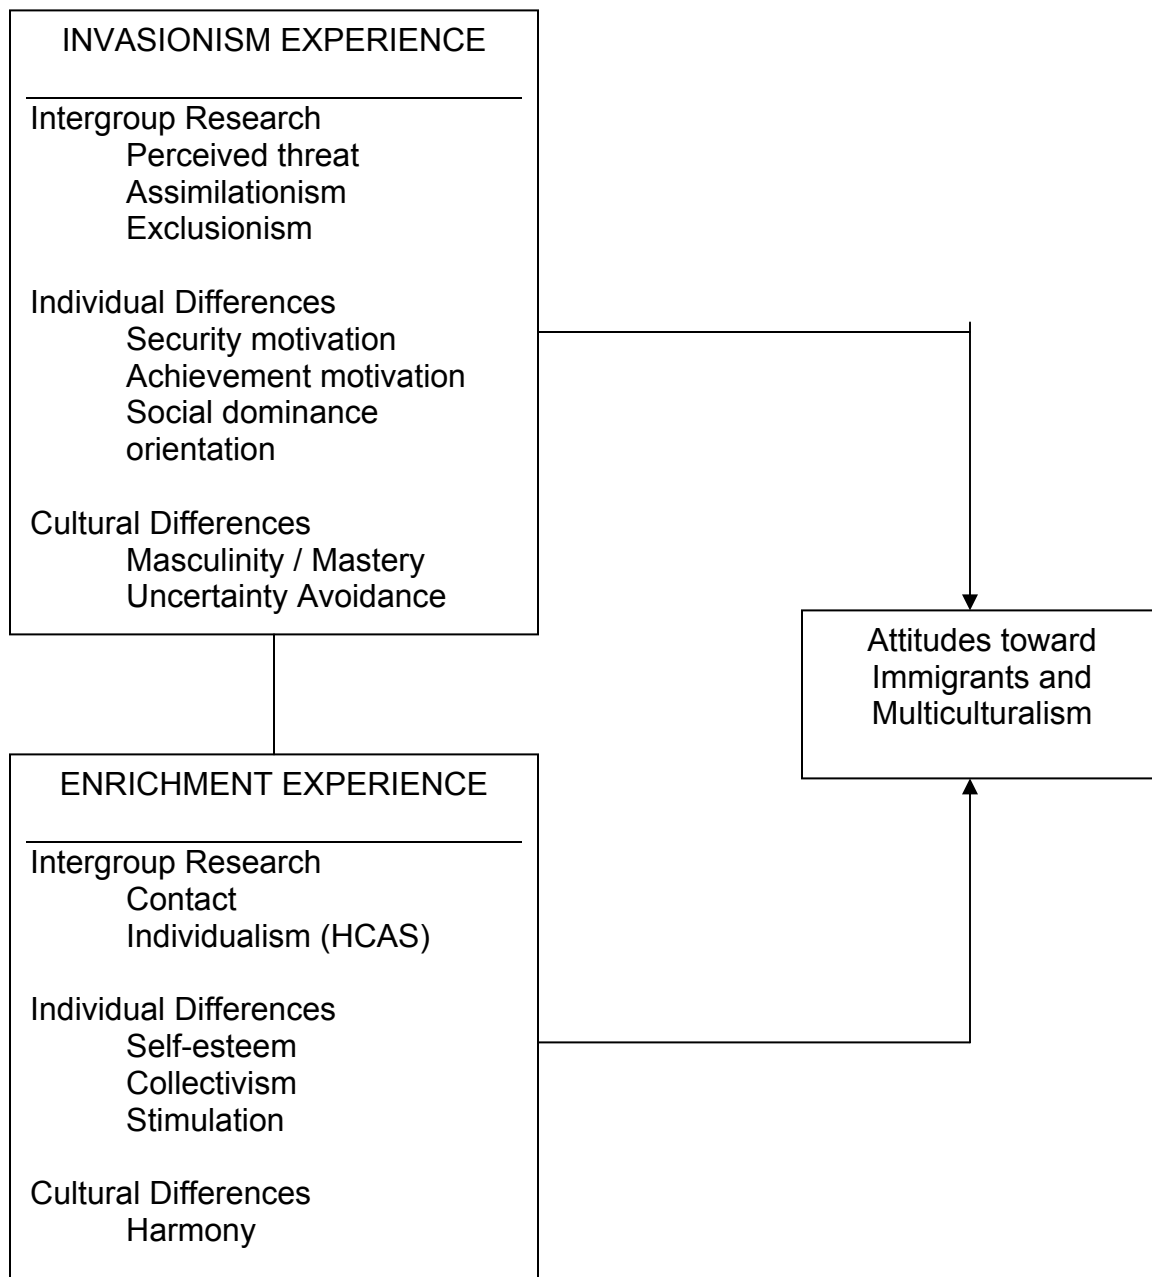 INVASIONISM EXPERIENCE
Intergroup Research
Perceived threat
Assimilationism
Exclusionism
Individual Differences
Security motivation
Achievement motivation
Social dominance
orientation
Cultural Differences
Masculinity / Mastery
Uncertainty Avoidance
Attitudes toward
Immigrants and
Multiculturalism
ENRICHMENT EXPERIENCE
Intergroup Research
Contact
Individualism (HCAS)
Individual Differences
Self-esteem
Collectivism
Stimulation
Cultural Differences
Harmony